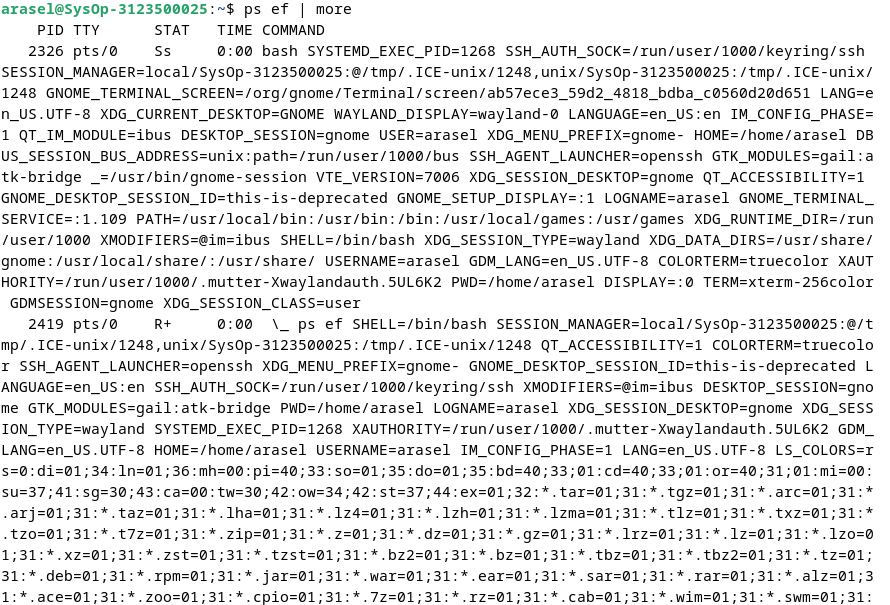 arasel@SysOp-3123500025:~$ ps ef | more
    PID TTY      STAT   TIME COMMAND
   2326 pts/0    Ss     0:00 bash SYSTEMD_EXEC_PID=1268 SSH_AUTH_SOCK=/run/user/1000/keyring/ssh
SESSION_MANAGER=local/SysOp-3123500025:@/tmp/.ICE-unix/1248,unix/SysOp-3123500025:/tmp/.ICE-unix/
1248 GNOME_TERMINAL_SCREEN=/org/gnome/Terminal/screen/ab57ece3_59d2_4818_bdba_c0560d20d651 LANG=e
n_US.UTF-8 XDG_CURRENT_DESKTOP=GNOME WAYLAND_DISPLAY=wayland-0 LANGUAGE=en_US:en IM_CONFIG_PHASE=
1 QT_IM_MODULE=ibus DESKTOP_SESSION=gnome USER=arasel XDG_MENU_PREFIX=gnome- HOME=/home/arasel DB
US_SESSION_BUS_ADDRESS=unix:path=/run/user/1000/bus SSH_AGENT_LAUNCHER=openssh GTK_MODULES=gail:a
tk-bridge _=/usr/bin/gnome-session VTE_VERSION=7006 XDG_SESSION_DESKTOP=gnome QT_ACCESSIBILITY=1
GNOME_DESKTOP_SESSION_ID=this-is-deprecated GNOME_SETUP_DISPLAY=:1 LOGNAME=arasel GNOME_TERMINAL_
SERVICE=:1.109 PATH=/usr/local/bin:/usr/bin:/bin:/usr/local/games:/usr/games XDG_RUNTIME_DIR=/run
/user/1000 XMODIFIERS=@im=ibus SHELL=/bin/bash XDG_SESSION_TYPE=wayland XDG_DATA_DIRS=/usr/share/
gnome:/usr/local/share/:/usr/share/ USERNAME=arasel GDM_LANG=en_US.UTF-8 COLORTERM=truecolor XAUT
HORITY=/run/user/1000/.mutter-Xwaylandauth.5UL6K2 PWD=/home/arasel DISPLAY=:0 TERM=xterm-256color
 GDMSESSION=gnome XDG_SESSION_CLASS=user
   2419 pts/0    R+     0:00  \_ ps ef SHELL=/bin/bash SESSION_MANAGER=local/SysOp-3123500025:@/t
mp/.ICE-unix/1248,unix/SysOp-3123500025:/tmp/.ICE-unix/1248 QT_ACCESSIBILITY=1 COLORTERM=truecolo
r SSH_AGENT_LAUNCHER=openssh XDG_MENU_PREFIX=gnome- GNOME_DESKTOP_SESSION_ID=this-is-deprecated L
ANGUAGE=en_US:en SSH_AUTH_SOCK=/run/user/1000/keyring/ssh XMODIFIERS=@im=ibus DESKTOP_SESSION=gno
me GTK_MODULES=gail:atk-bridge PWD=/home/arasel LOGNAME=arasel XDG_SESSION_DESKTOP=gnome XDG_SESS
ION_TYPE=wayland SYSTEMD_EXEC_PID=1268 XAUTHORITY=/run/user/1000/.mutter-Xwaylandauth.5UL6K2 GDM_
LANG=en_US.UTF-8 HOME=/home/arasel USERNAME=arasel IM_CONFIG_PHASE=1 LANG=en_US.UTF-8 LS_COLORS=r
s=0:di=01;34:ln=01;36:mh=00:pi=40;33:so=01;35:do=01;35:bd=40;33;01:cd=40;33;01:or=40;31;01:mi=00:
su=37;41:sg=30;43:ca=00:tw=30;42:ow=34;42:st=37;44:ex=01;32:*.tar=01;31:*.tgz=01;31:*.arc=01;31:*
.arj=01;31:*.taz=01;31:*.lha=01;31:*.lz4=01;31:*.lzh=01;31:*.lzma=01;31:*.tlz=01;31:*.txz=01;31:*
.tzo=01;31:*.t7z=01;31:*.zip=01;31:*.z=01;31:*.dz=01;31:*.gz=01;31:*.lrz=01;31:*.lz=01;31:*.lzo=0
1;31:*.xz=01;31:*.zst=01;31:*.tzst=01;31:*.bz2=01;31:*.bz=01;31:*.tbz=01;31:*.tbz2=01;31:*.tz=01;
31:*.deb=01;31:*.rpm=01;31:*.jar=01;31:*.war=01;31:*.ear=01;31:*.sar=01;31:*.rar=01;31:*.alz=01;3
1:*.ace=01;31:*.zoo=01;31:*.cpio=01;31:*.7z=01;31:*.rz=01;31:*.cab=01;31:*.wim=01;31:*.swm=01;31: